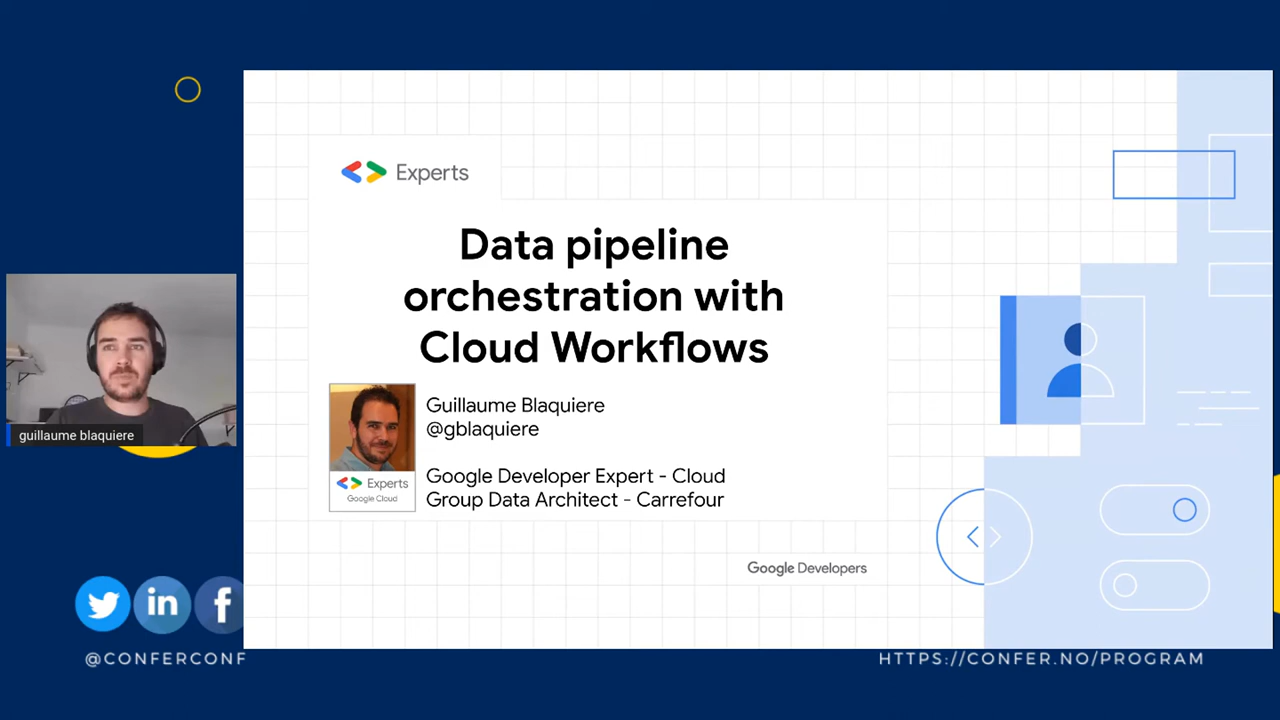 Experts
Data pipeline
orchestration with
Cloud Workflows
Guillaume Blaquiere
@gblaquiere
Google Developer Expert - Cloud
Group Data Architect - Carrefour
Experts
Google Cloud
Google Developers
guillaume blaquiere
in
f
@CONFERCONF
HTTPS://CONFER.NO/PROGRAM